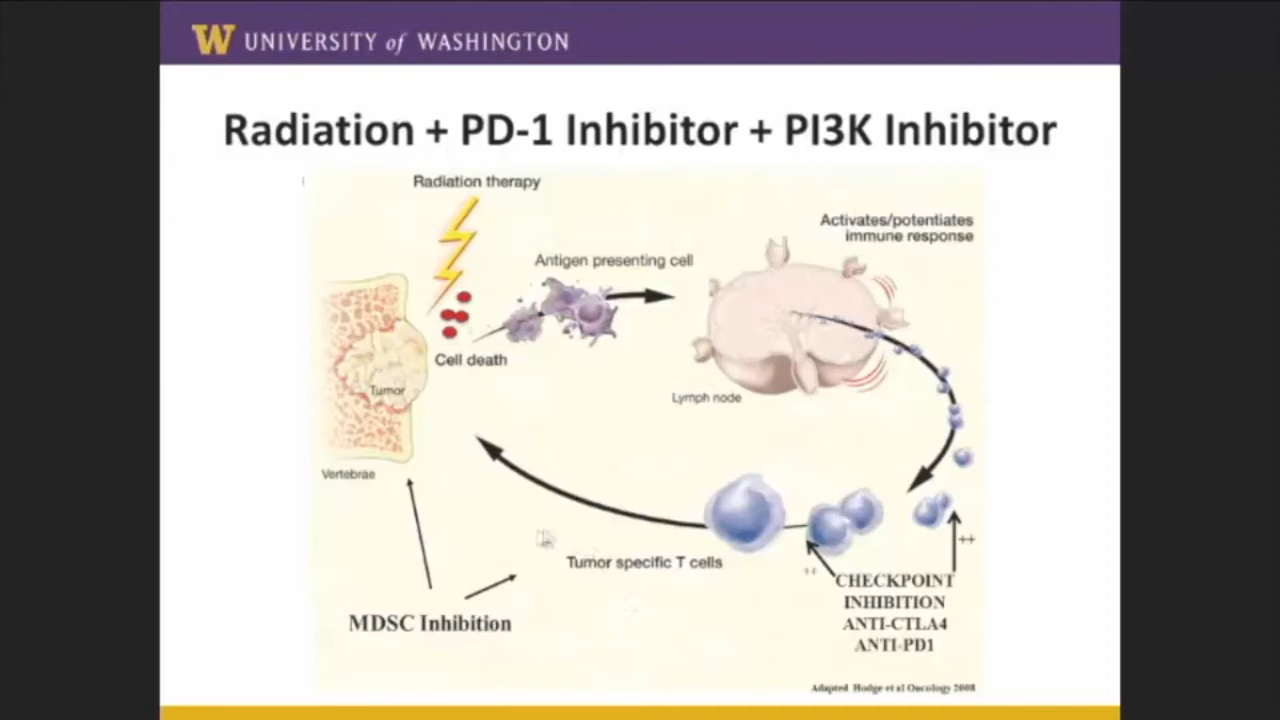 W UNIVERSITY of WASHINGTON
Radiation + PD-1 Inhibitor + PI3K Inhibitor
Radiation therapy
Activates/potentiates
immune response
Antigen presenting cell
Cell death
Tumor
Lymph node
Vertebrae
Tumor specific T cells
++
++
CHECKPOINT
INHIBITION
ANTI-CTLA4
ANTI-PD1
MDSC Inhibition
Adapted Hodge et al Oncology 2008